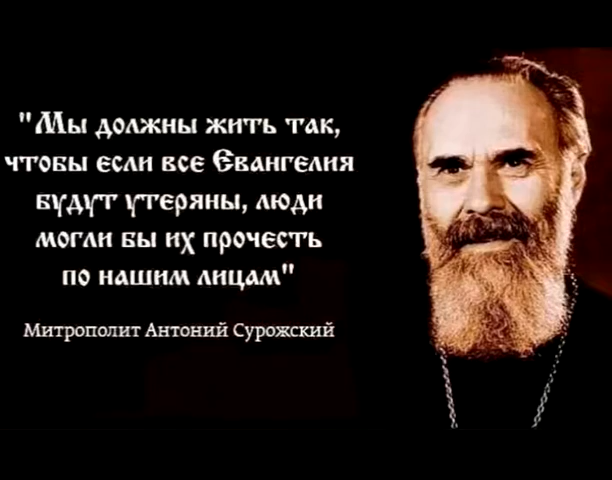 "Мы должны жить так,
чтобы если все Евангелия
будут утеряны, люди
могли бы их прочесть
по нашим лицам"
Митрополит Антоний Сурожский